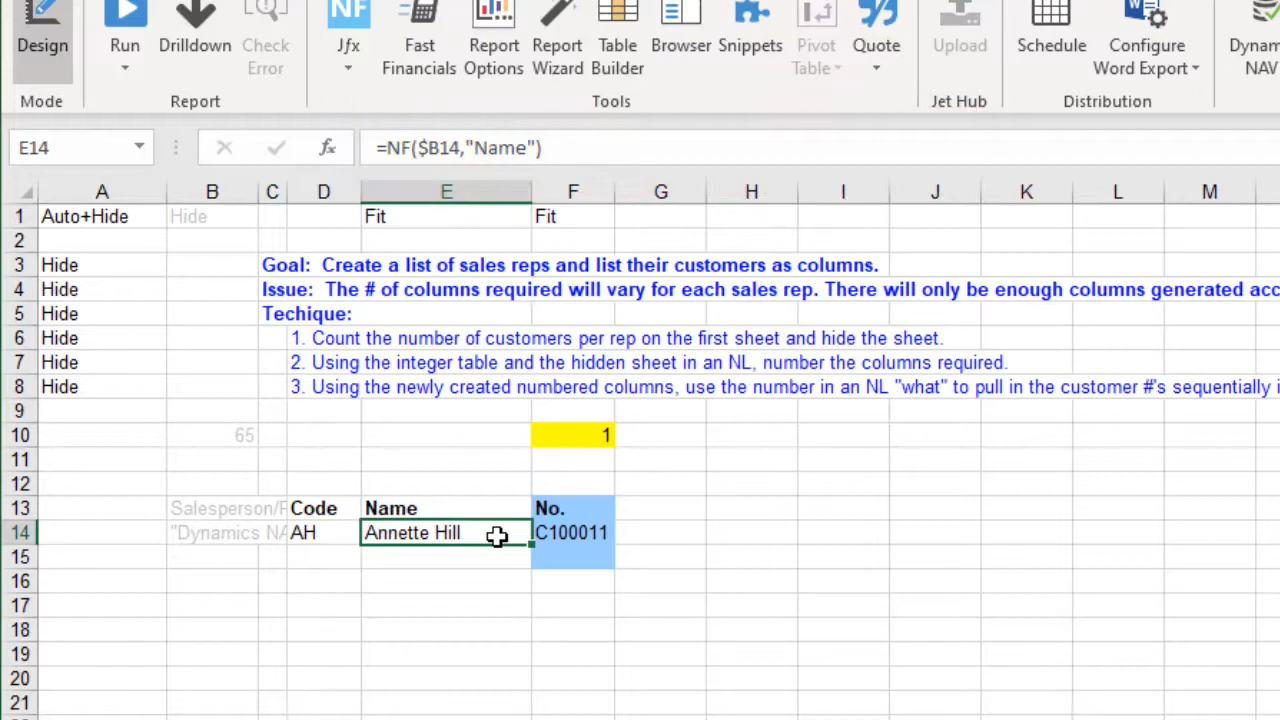 NF
Design
Run
Drilldown
Check
Error
Jƒx
Fast
Financials
Report
Options
Report
Wizard
Table
Builder
Browser
Snippets
Pivot
Table
Quote
Upload
Schedule
Configure
Word Export
Dynam
NAV
Mode
Report
Tools
Jet Hub
Distribution
E14
fx
=NF($B14,"Name")
A B C D E F G H I J K L M
1 Auto+Hide Hide Fit Fit
2
3 Hide Goal: Create a list of sales reps and list their customers as columns.
4 Hide Issue: The # of columns required will vary for each sales rep. There will only be enough columns generated acc
5 Hide Techique:
6 Hide 1. Count the number of customers per rep on the first sheet and hide the sheet.
7 Hide 2. Using the integer table and the hidden sheet in an NL, number the columns required.
8 Hide 3. Using the newly created numbered columns, use the number in an NL "what" to pull in the customer #'s sequentially i
9
10 65 1
11
12
13 Salesperson/P Code Name No.
14 "Dynamics NA AH Annette Hill C100011
15
16
17
18
19
20
21